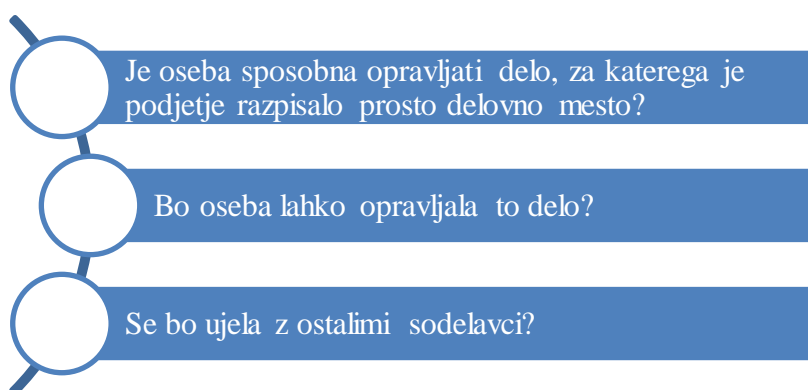 Je oseba sposobna opravljati delo, za katerega je
podjetje razpisalo prosto delovno mesto?
Bo oseba lahko opravljala to delo?
Se bo ujela z ostalimi sodelavci?